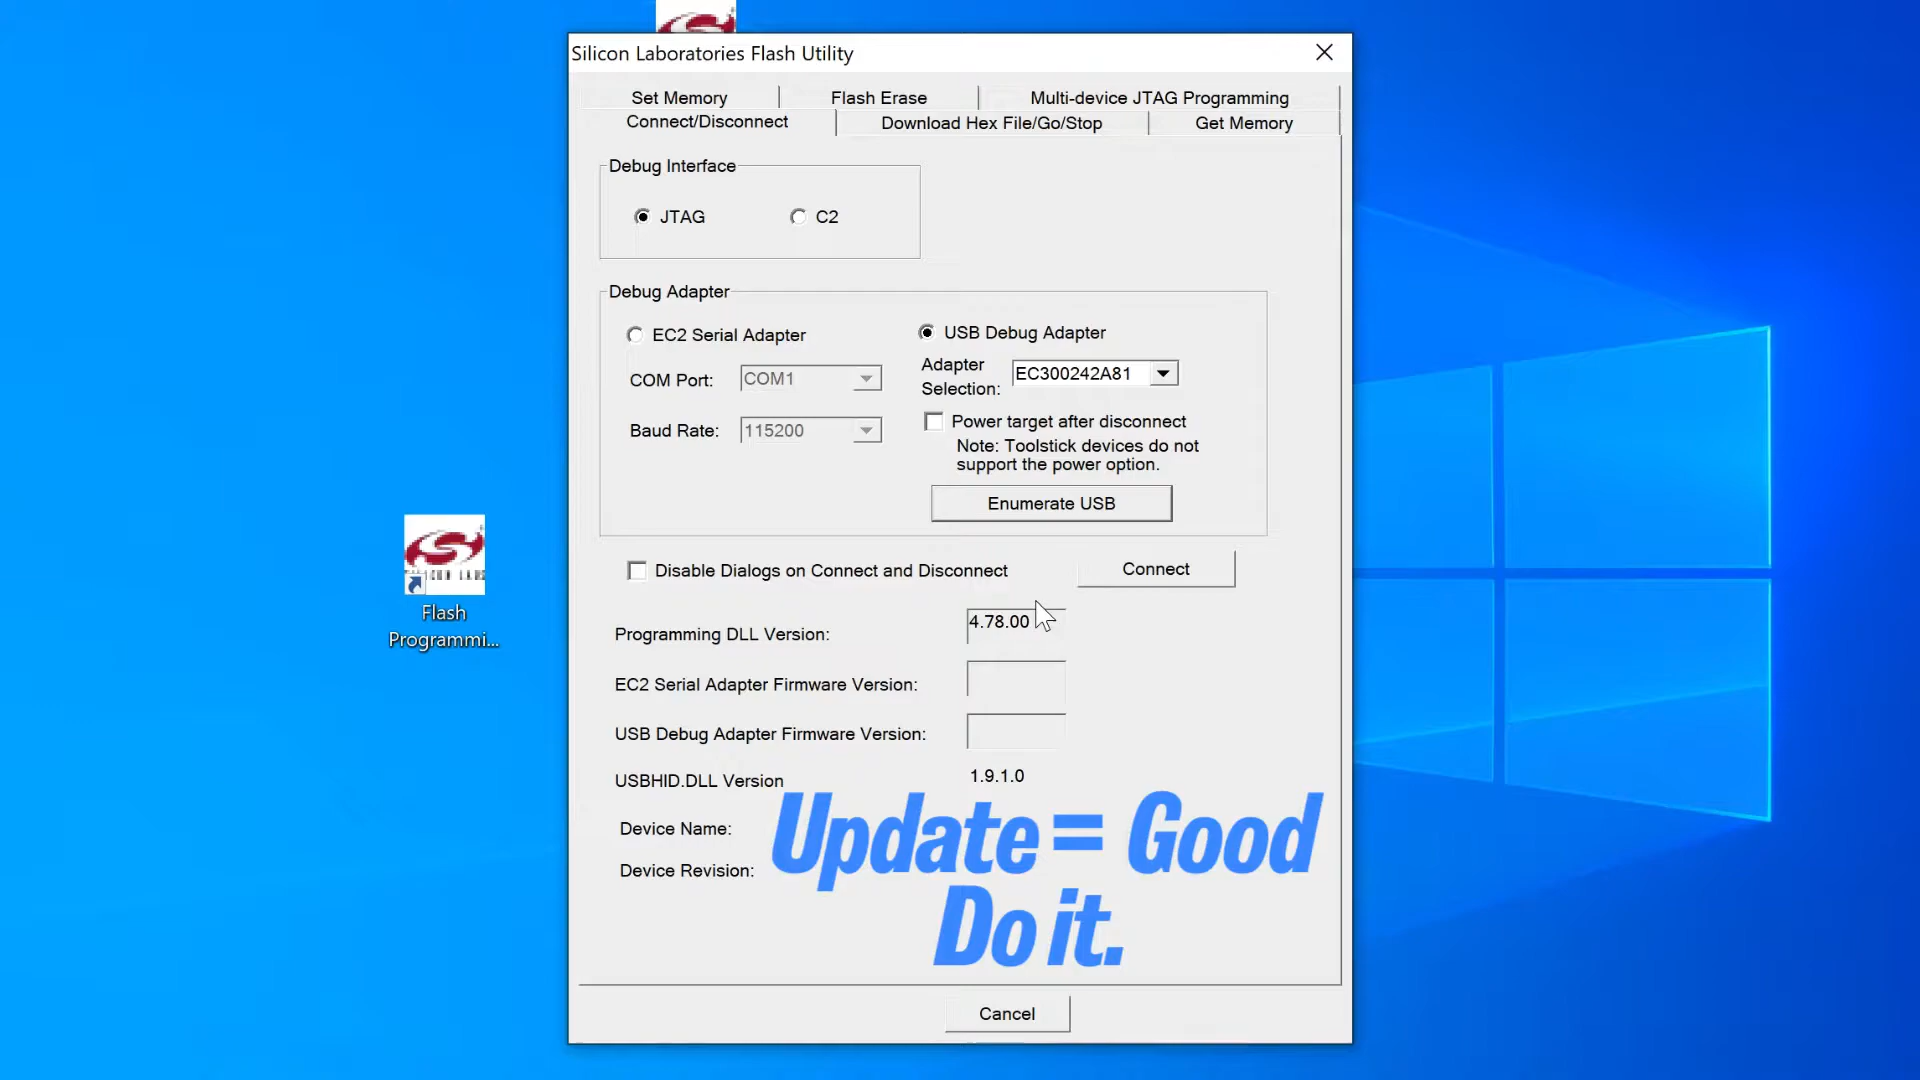 Silicon Laboratories Flash Utility
Set Memory
Flash Erase
Multi-device JTAG Programming
Connect/Disconnect
Download Hex File/Go/Stop
Get Memory
Debug Interface
JTAG
C2
Debug Adapter
EC2 Serial Adapter
USB Debug Adapter
COM Port:
COM1
Adapter
Selection:
EC300242A81
Baud Rate:
115200
Power target after disconnect
Note: Toolstick devices do not
support the power option.
Enumerate USB
Disable Dialogs on Connect and Disconnect
Connect
Programming DLL Version:
4.78.00
EC2 Serial Adapter Firmware Version:
USB Debug Adapter Firmware Version:
USBHID.DLL Version
1.9.1.0
Device Name:
Device Revision:
Update = Good
Do it.
Cancel
Flash
Programmi...